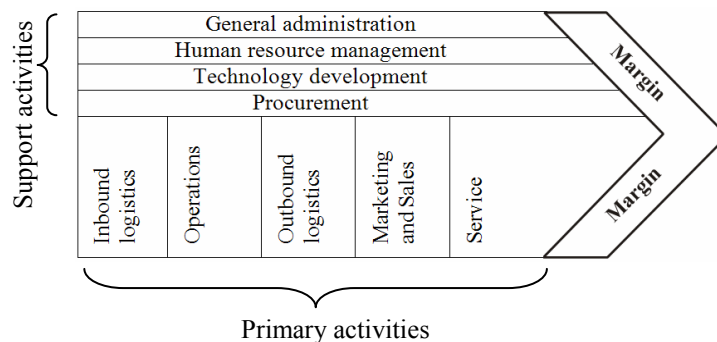 Support activities
General administration
Human resource management
Technology development
Procurement
Inbound
logistics
Operations
Outbound
logistics
Marketing
and Sales
Service
Margin
Margin
Primary activities